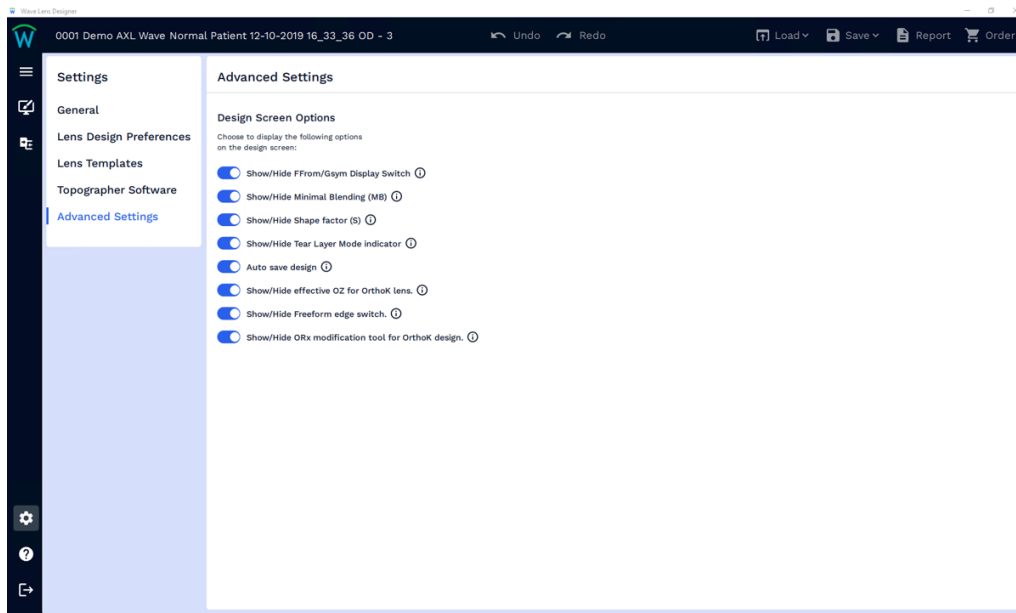 Wave Lens Designer
0001 Demo AXL Wave Normal Patient 12-10-2019 16_33_36 OD - 3
Undo
Redo
Load
Save
Report
Order
Settings
General
Lens Design Preferences
Lens Templates
Topographer Software
Advanced Settings
Advanced Settings
Design Screen Options
Choose to display the following options
on the design screen:
Show/Hide FFrom/Gsym Display Switch
Show/Hide Minimal Blending (MB)
Show/Hide Shape factor (S)
Show/Hide Tear Layer Mode indicator
Auto save design
Show/Hide effective OZ for OrthoK lens.
Show/Hide Freeform edge switch.
Show/Hide ORx modification tool for OrthoK design.